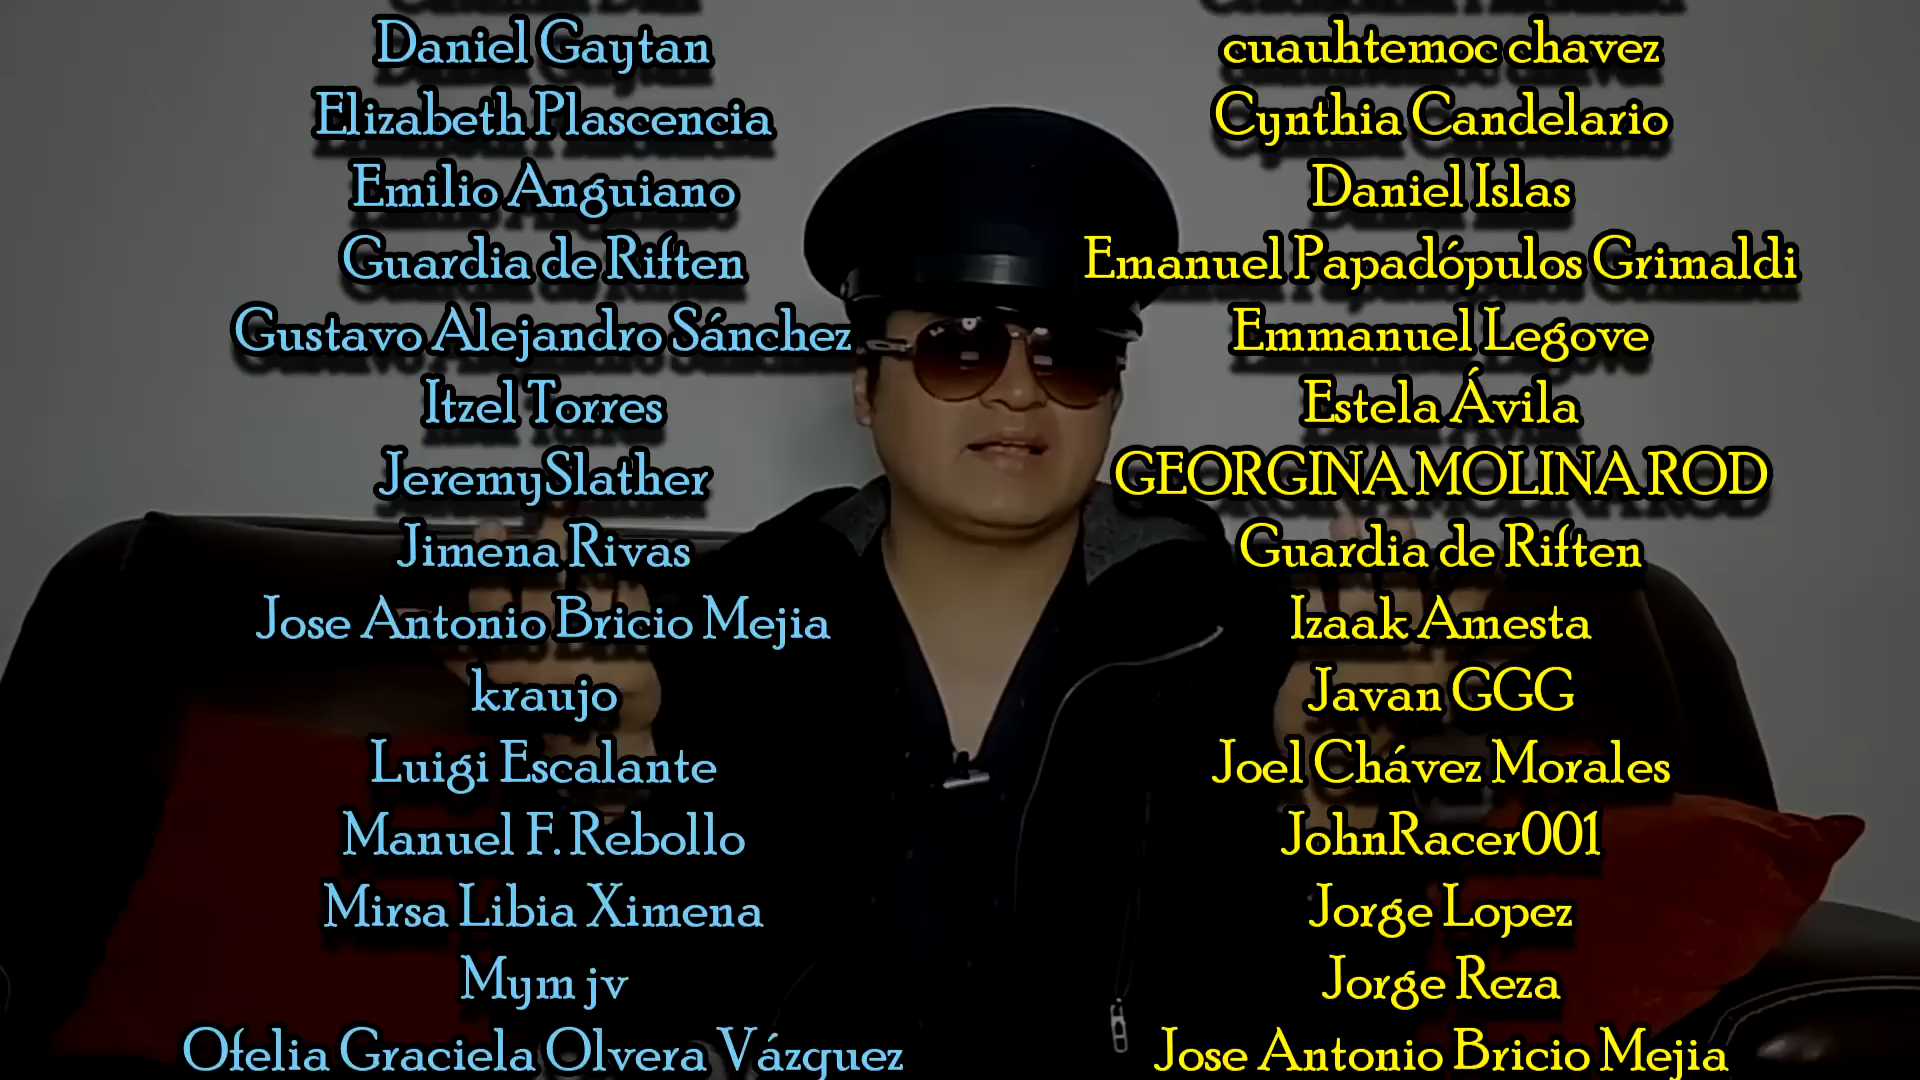 Daniel Gaytan
Elizabeth Plascencia
Emilio Anguiano
Guardia de Riften
Gustavo Alejandro Sánchez
Itzel Torres
JeremySlather
Jimena Rivas
Jose Antonio Bricio Mejia
kraujo
Luigi Escalante
Manuel F. Rebollo
Mirsa Libia Ximena
Mym jv
Ofelia Graciela Olvera Vázquez
cuauhtemoc chavez
Cynthia Candelario
Daniel Islas
Emanuel Papadópulos Grimaldi
Emmanuel Legove
Estela Ávila
GEORGINA MOLINA ROD
Guardia de Riften
Izaak Amesta
Javan GGG
Joel Chávez Morales
JohnRacer001
Jorge Lopez
Jorge Reza
Jose Antonio Bricio Mejia